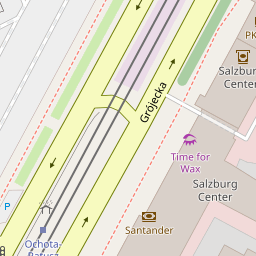 PK
Salzburg
Center
Grójecka
Time for
Wax
Salzburg
Center
P
Santander
Ochota-
Ratusz